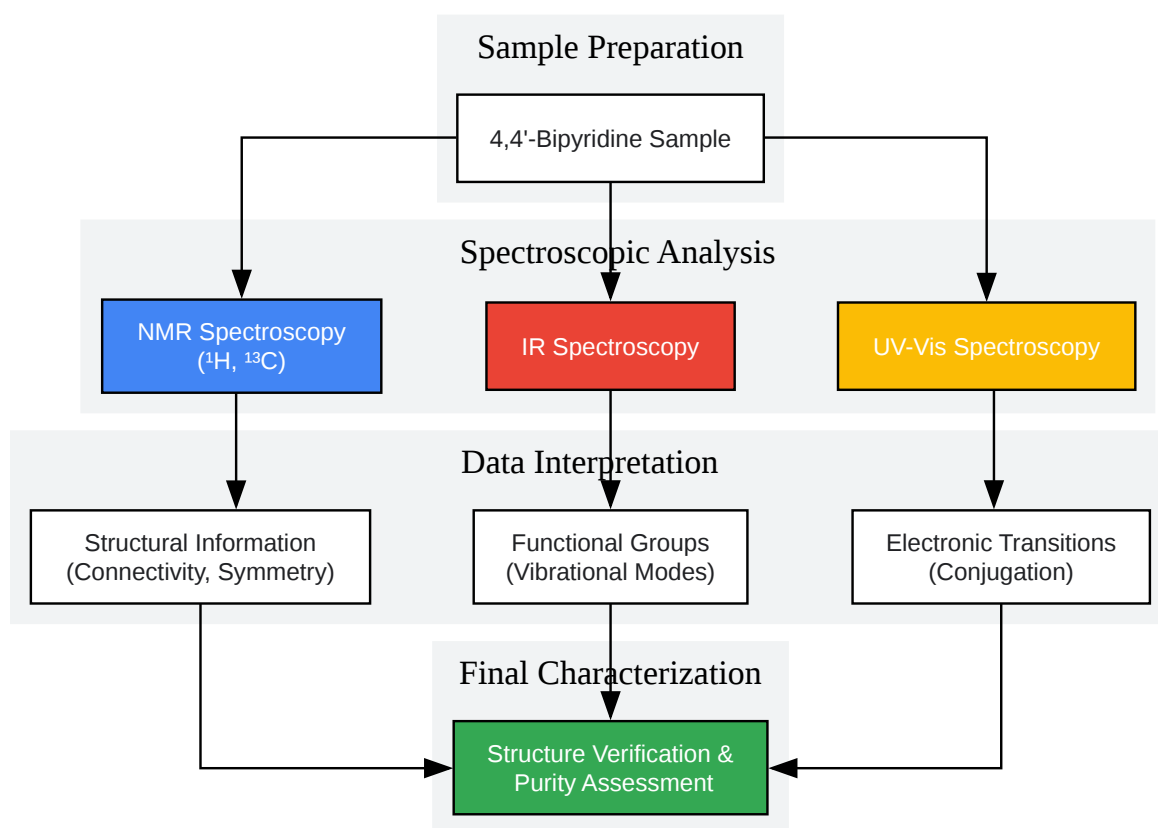 Sample Preparation
4,4'-Bipyridine Sample
Spectroscopic Analysis
NMR Spectroscopy
(¹H, ¹³C)
IR Spectroscopy
UV-Vis Spectroscopy
Data Interpretation
Structural Information
(Connectivity, Symmetry)
Functional Groups
(Vibrational Modes)
Electronic Transitions
(Conjugation)
Final Characterization
Structure Verification &
Purity Assessment